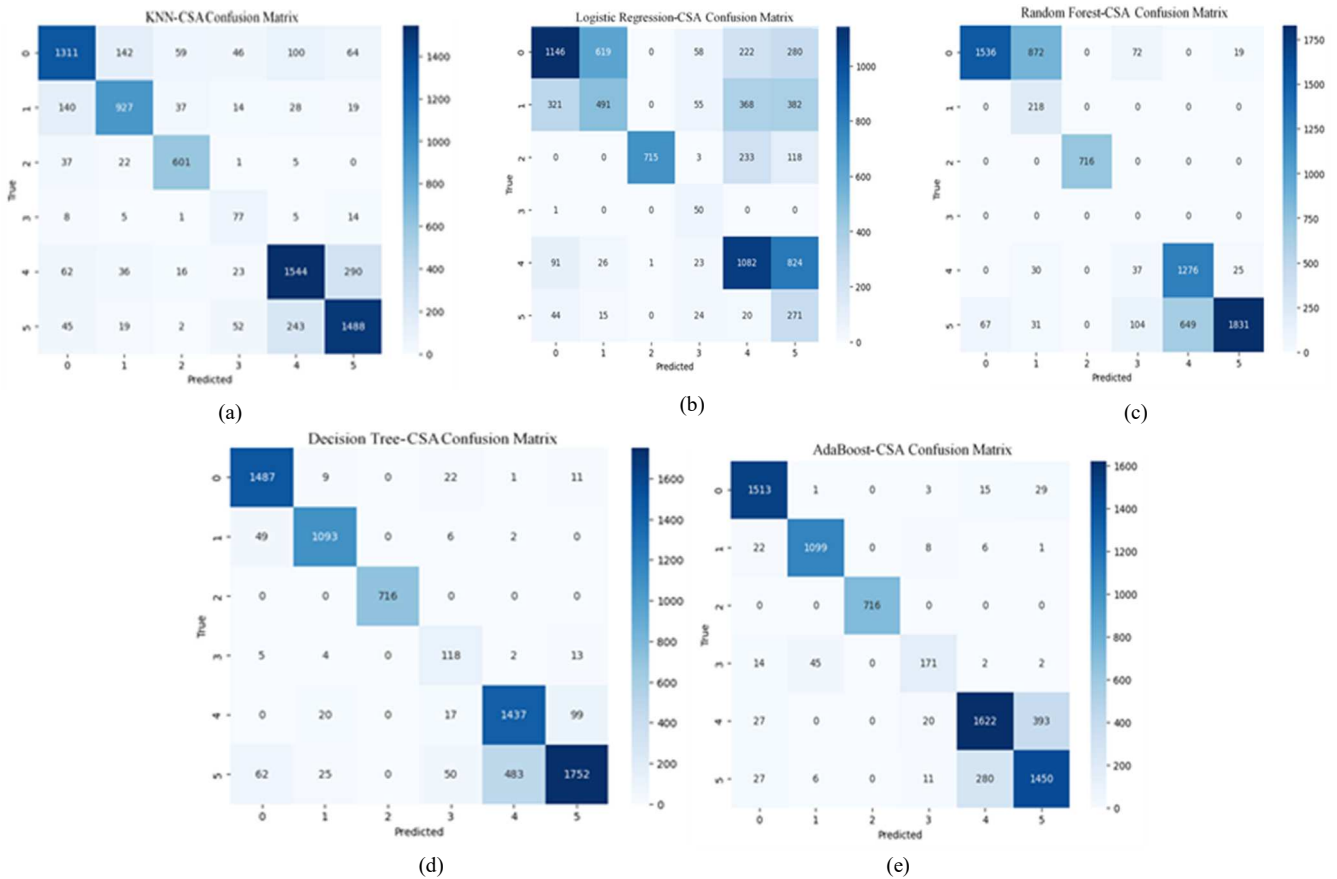 KNN-CSA Confusion Matrix
0 1311 142 59 46 100 64
1 140 927 37 14 28 19
2 37 22 601 1 5 0
3 8 5 1 77 5 14
4 62 36 16 23 1544 290
5 45 19 2 52 243 1488
0 1 2 3 4 5
Predicted
True
1400
1200
1000
800
600
400
200
0
(a)
Logistic Regression-CSA Confusion Matrix
0 1146 619 0 58 222 280
1 321 491 0 55 368 382
2 0 0 715 3 233 118
3 1 0 0 50 0 0
4 91 26 1 23 1082 824
5 44 15 0 24 20 271
0 1 2 3 4 5
Predicted
True
1000
800
600
400
200
0
(b)
Random Forest-CSA Confusion Matrix
0 1536 872 0 72 0 19
1 0 218 0 0 0 0
2 0 0 716 0 0 0
3 0 0 0 0 0 0
4 0 30 0 37 1276 25
5 67 31 0 104 649 1831
0 1 2 3 4 5
Predicted
True
1750
1500
1250
1000
750
500
250
0
(c)
Decision Tree-CSA Confusion Matrix
0 1487 9 0 22 1 11
1 49 1093 0 6 2 0
2 0 0 716 0 0 0
3 5 4 0 118 2 13
4 0 20 0 17 1437 99
5 62 25 0 50 483 1752
0 1 2 3 4 5
Predicted
True
1600
1400
1200
1000
800
600
400
200
0
(d)
AdaBoost-CSA Confusion Matrix
0 1513 1 0 3 15 29
1 22 1099 0 8 6 1
2 0 0 716 0 0 0
3 14 45 0 171 2 2
4 27 0 0 20 1622 393
5 27 6 0 11 280 1450
0 1 2 3 4 5
Predicted
True
1600
1400
1200
1000
800
600
400
200
0
(e)